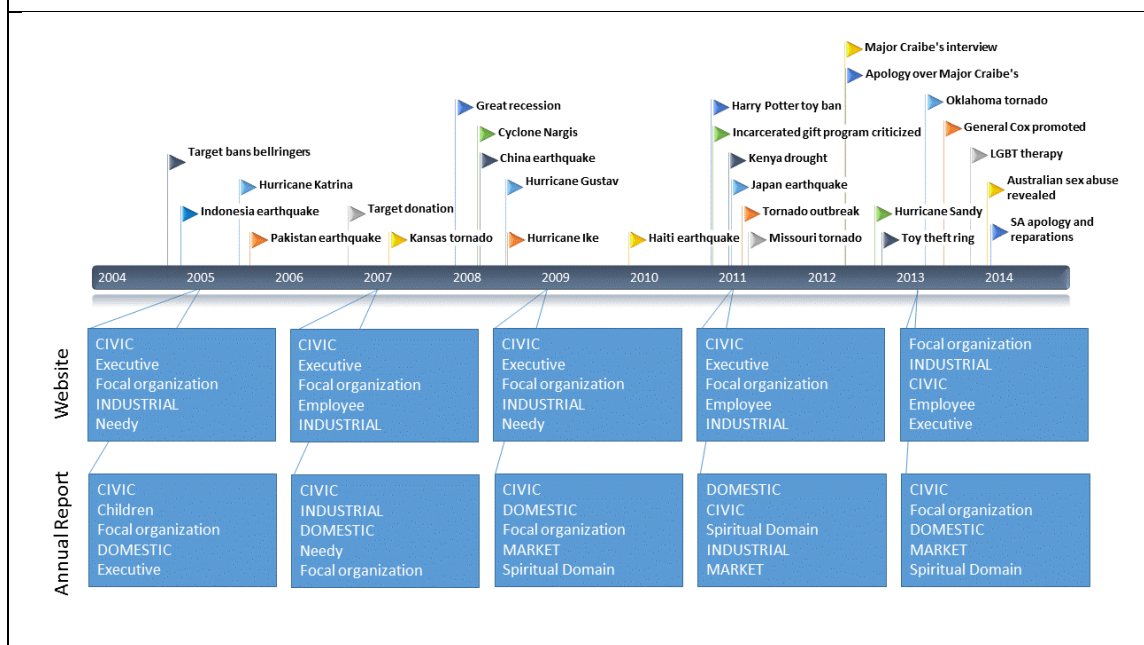 Major Craibe's interview
Apology over Major Craibe's
Great recession
Harry Potter toy ban
Oklahoma tornado
Cyclone Nargis
Incarcerated gift program criticized
General Cox promoted
Target bans bellringers
China earthquake
Kenya drought
LGBT therapy
Hurricane Katrina
Hurricane Gustav
Japan earthquake
Australian sex abuse
revealed
Indonesia earthquake
Target donation
Tornado outbreak
Hurricane Sandy
SA apology and
reparations
Pakistan earthquake
Kansas tornado
Hurricane Ike
Haiti earthquake
Missouri tornado
Toy theft ring
2004 2005 2006 2007 2008 2009 2010 2011 2012 2013 2014
Website
CIVIC
Executive
Focal organization
INDUSTRIAL
Needy
CIVIC
Executive
Focal organization
Employee
INDUSTRIAL
CIVIC
Executive
Focal organization
INDUSTRIAL
Needy
CIVIC
Executive
Focal organization
Employee
INDUSTRIAL
Focal organization
INDUSTRIAL
CIVIC
Employee
Executive
Annual Report
CIVIC
Children
Focal organization
DOMESTIC
Executive
CIVIC
INDUSTRIAL
DOMESTIC
Needy
Focal organization
CIVIC
DOMESTIC
Focal organization
MARKET
Spiritual Domain
DOMESTIC
CIVIC
Spiritual Domain
INDUSTRIAL
MARKET
CIVIC
Focal organization
DOMESTIC
MARKET
Spiritual Domain